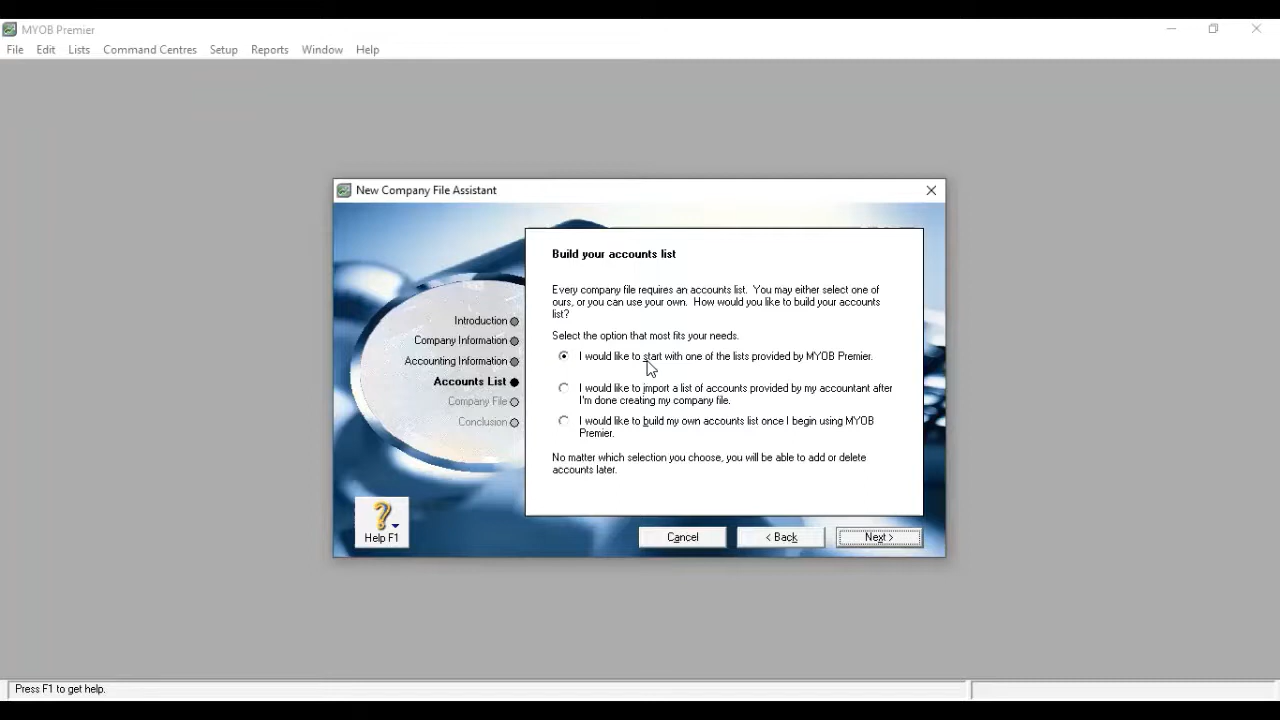 MYOB Premier
File Edit Lists Command Centres Setup Reports Window Help
New Company File Assistant
Build your accounts list
Every company file requires an accounts list. You may either select one of
ours, or you can use your own. How would you like to build your accounts
list?
Select the option that most fits your needs.
I would like to start with one of the lists provided by MYOB Premier.
I would like to import a list of accounts provided by my accountant after
I'm done creating my company file.
I would like to build my own accounts list once I begin using MYOB
Premier.
No matter which selection you choose, you will be able to add or delete
accounts later.
Introduction
Company Information
Accounting Information
Accounts List
Company File
Conclusion
Help F1
Cancel
< Back
Next >
Press F1 to get help.